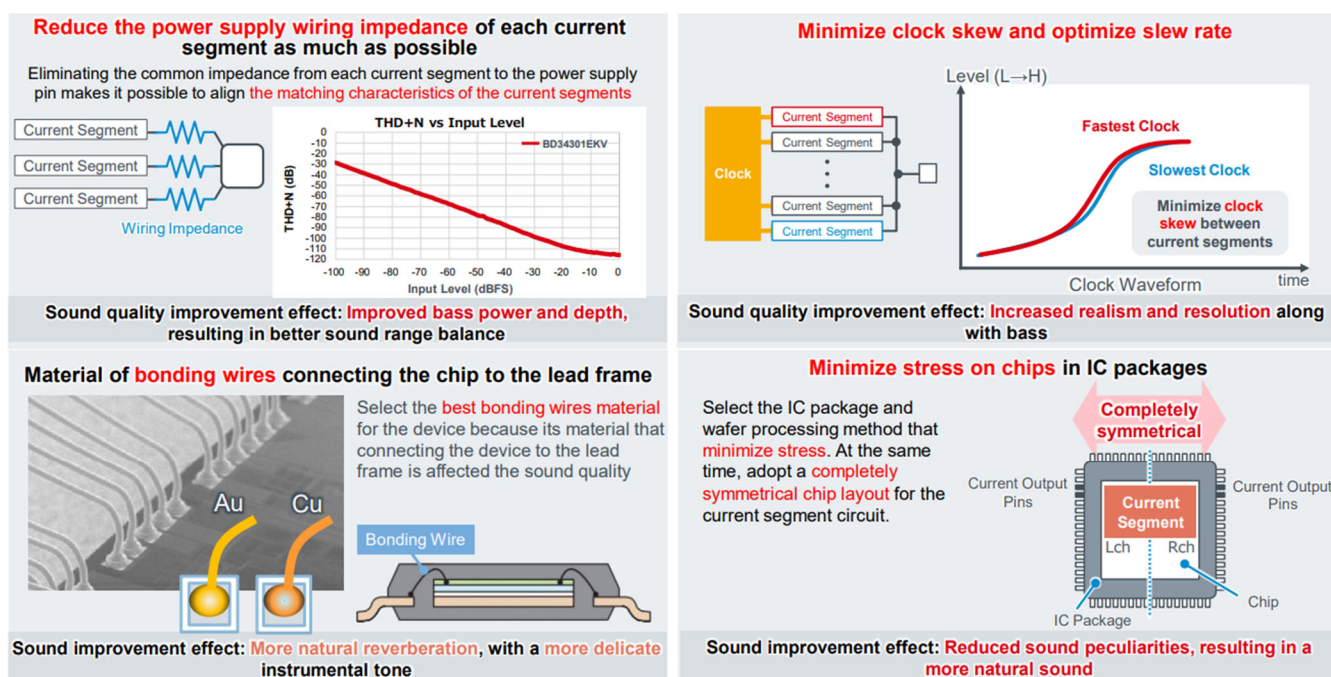 Reduce the power supply wiring impedance of each current
segment as much as possible
Eliminating the common impedance from each current segment to the power supply
pin makes it possible to align the matching characteristics of the current segments
Current Segment
Current Segment
Current Segment
Wiring Impedance
THD+N vs Input Level
BD34301EKV
THD+N (dB)
0
-10
-20
-30
-40
-50
-60
-70
-80
-90
-100
-110
-120
-100 -90 -80 -70 -60 -50 -40 -30 -20 -10 0
Input Level (dBFS)
Sound quality improvement effect: Improved bass power and depth,
resulting in better sound range balance
Minimize clock skew and optimize slew rate
Clock
Current Segment
Current Segment
Current Segment
Current Segment
Level (L→H)
Fastest Clock
Slowest Clock
Minimize clock
skew between
current segments
Clock Waveform
time
Sound quality improvement effect: Increased realism and resolution along
with bass
Material of bonding wires connecting the chip to the lead frame
Select the best bonding wires material
for the device because its material that
connecting the device to the lead
frame is affected the sound quality
Au
Cu
Bonding Wire
Sound improvement effect: More natural reverberation, with a more delicate
instrumental tone
Minimize stress on chips in IC packages
Select the IC package and
wafer processing method that
minimize stress. At the same
time, adopt a completely
symmetrical chip layout for the
current segment circuit.
Completely
symmetrical
Current Output
Pins
Current Output
Pins
Current
Segment
Lch
Rch
Chip
IC Package
Sound improvement effect: Reduced sound peculiarities, resulting in a
more natural sound